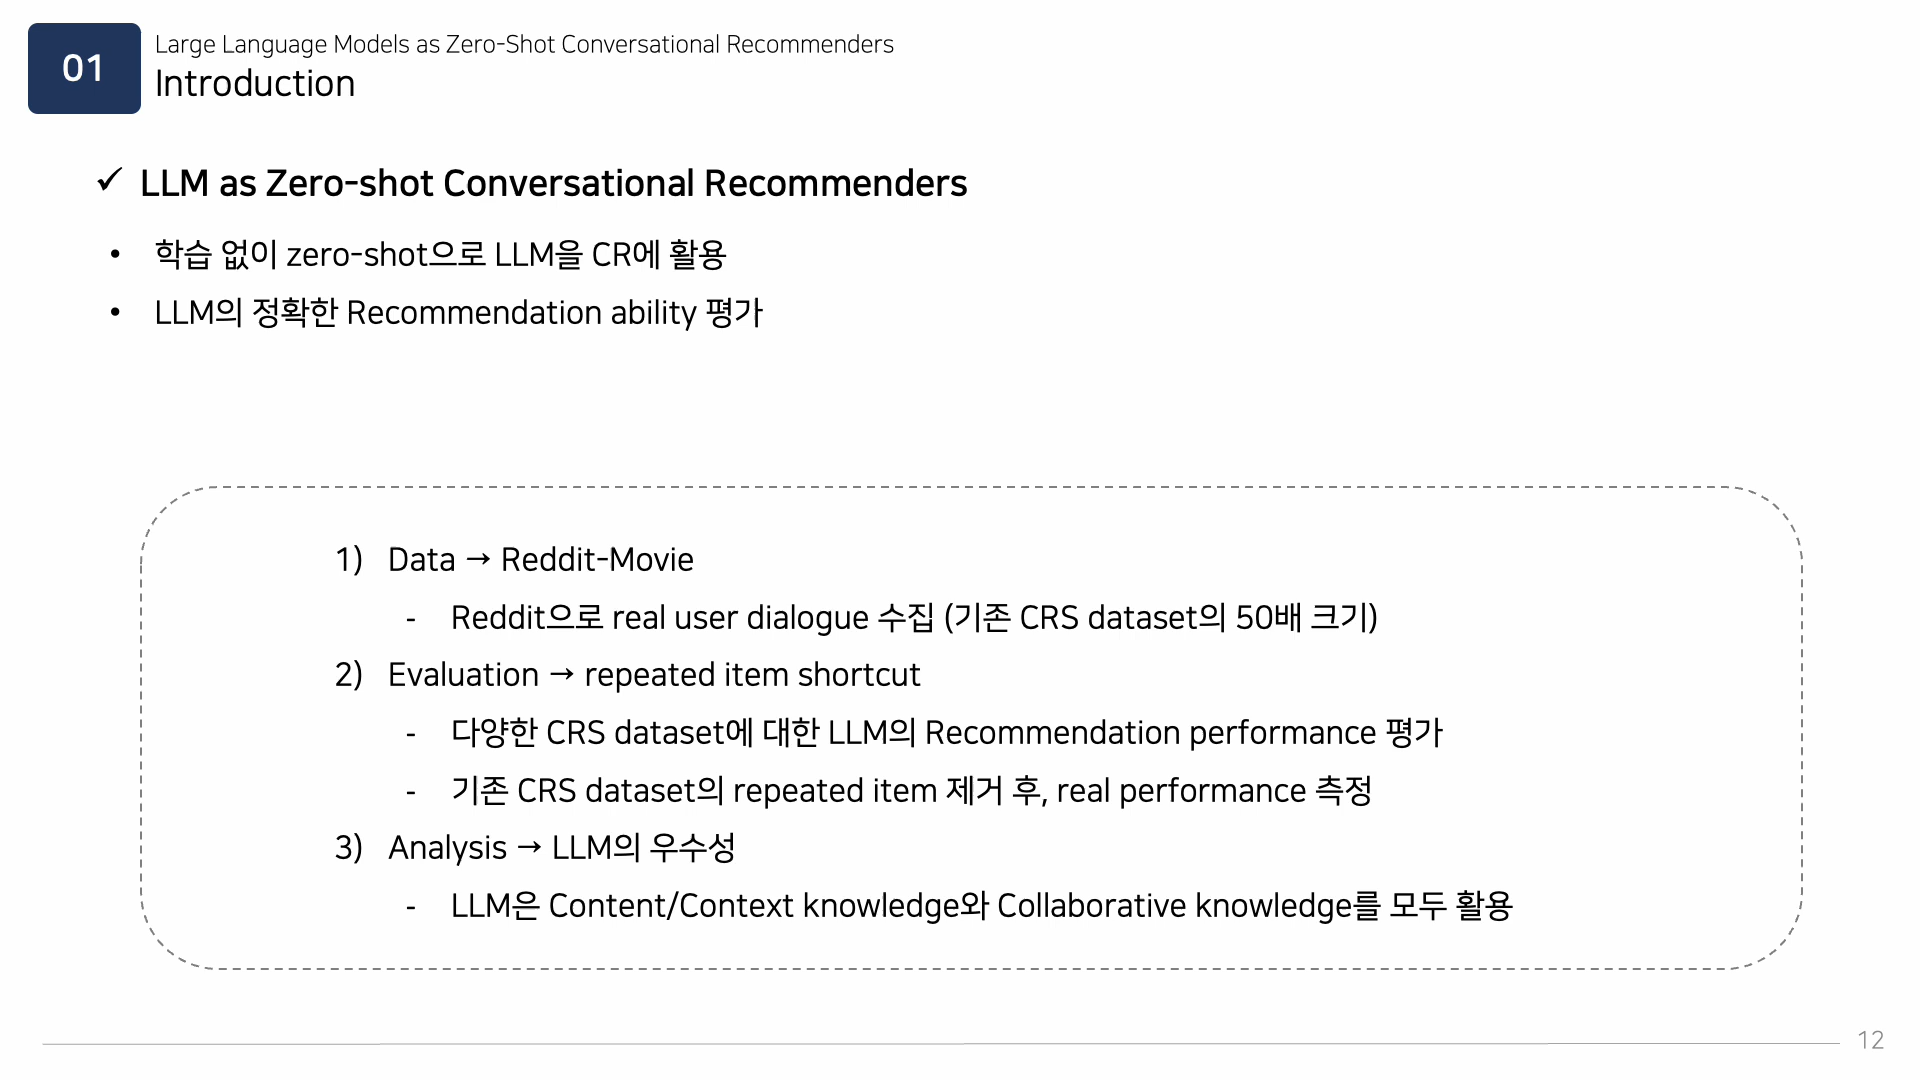 01
Large Language Models as Zero-Shot Conversational Recommenders
Introduction
✓ LLM as Zero-shot Conversational Recommenders
• 학습 없이 zero-shot으로 LLM을 CR에 활용
• LLM의 정확한 Recommendation ability 평가
1) Data → Reddit-Movie
- Reddit으로 real user dialogue 수집 (기존 CRS dataset의 50배 크기)
2) Evaluation → repeated item shortcut
- 다양한 CRS dataset에 대한 LLM의 Recommendation performance 평가
- 기존 CRS dataset의 repeated item 제거 후, real performance 측정
3) Analysis → LLM의 우수성
- LLM은 Content/Context knowledge와 Collaborative knowledge를 모두 활용
12